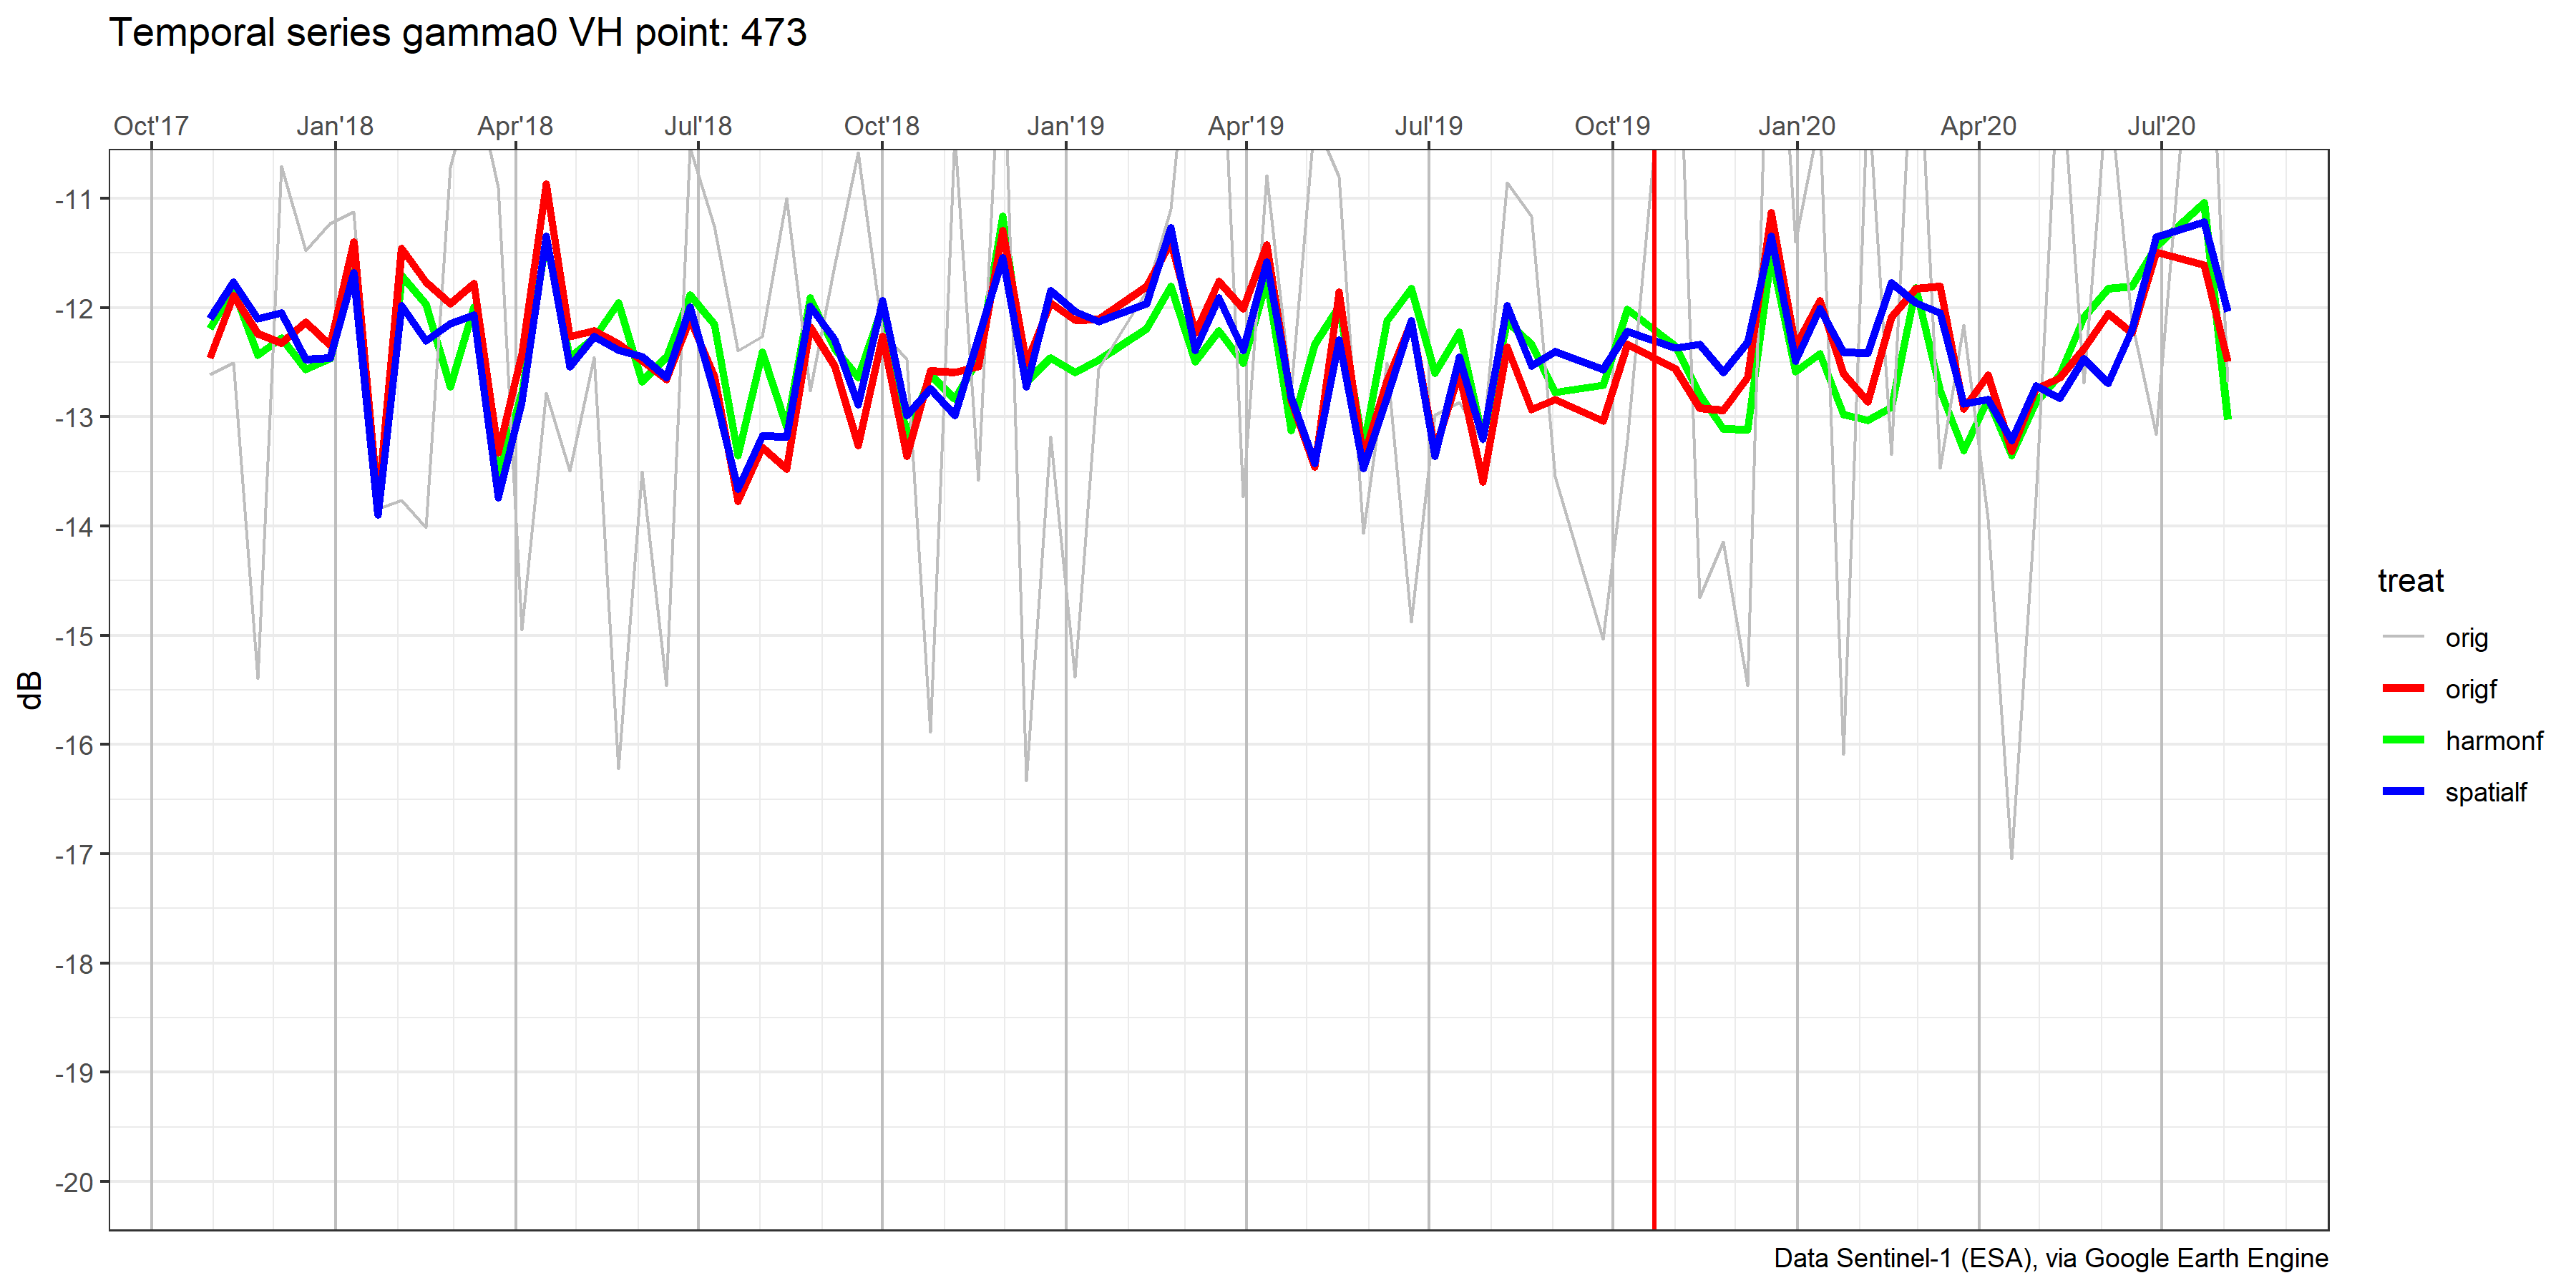 Temporal series gamma0 VH point: 473
Oct'17 Jan'18 Apr'18 Jul'18 Oct'18 Jan'19 Apr'19 Jul'19 Oct'19 Jan'20 Apr'20 Jul'20
-11
-12
-13
-14
-15
-16
-17
-18
-19
-20
dB
treat
orig
origf
harmonf
spatialf
Data Sentinel-1 (ESA), via Google Earth Engine